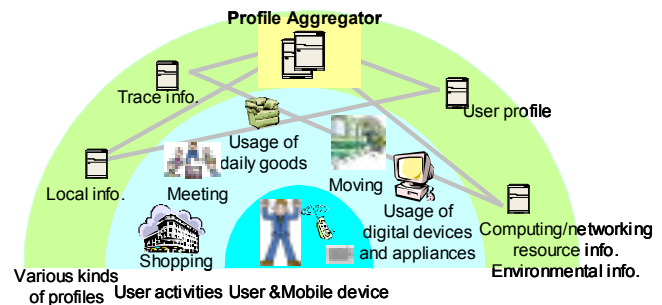 Profile Aggregator
Trace info.
User profile
Usage of
daily goods
Local info.
Meeting
Moving
Usage of
digital devices
and appliances
Computing/networking
resource info.
Environmental info.
Shopping
Various kinds
of profiles
User activities
User &Mobile device